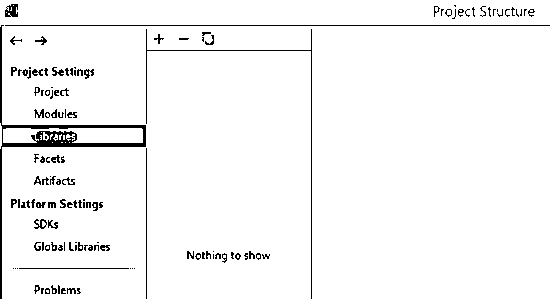 Project Structure
Project Settings
Project
Modules
Libraries
Facets
Artifacts
Platform Settings
SDKs
Global Libraries
Problems
Nothing to show